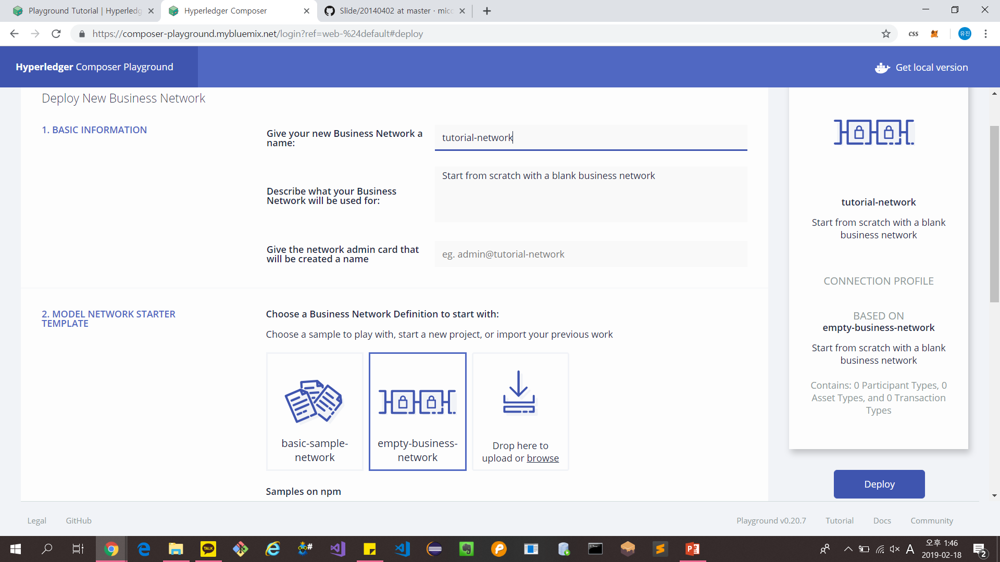 Playground Tutorial | Hyperledg
Hyperledger Composer
Slide/20140402 at master · micc
https://composer-playground.mybluemix.net/login?ref=web-%24default#deploy
css
유진
Hyperledger Composer Playground
Get local version
Deploy New Business Network
1. BASIC INFORMATION
Give your new Business Network a
name:
tutorial-network
Describe what your Business
Network will be used for:
Start from scratch with a blank business network
Give the network admin card that
will be created a name
eg. admin@tutorial-network
2. MODEL NETWORK STARTER
TEMPLATE
Choose a Business Network Definition to start with:
Choose a sample to play with, start a new project, or import your previous work
basic-sample-
network
empty-business-
network
Drop here to
upload or browse
Samples on npm
tutorial-network
Start from scratch with a blank
business network
CONNECTION PROFILE
BASED ON
empty-business-network
Start from scratch with a blank
business network
Contains: 0 Participant Types, 0
Asset Types, and 0 Transaction
Types
Deploy
Legal
GitHub
Playground v0.20.7
Tutorial
Docs
Community
TALK
A
오후 1:46
2019-02-18
2